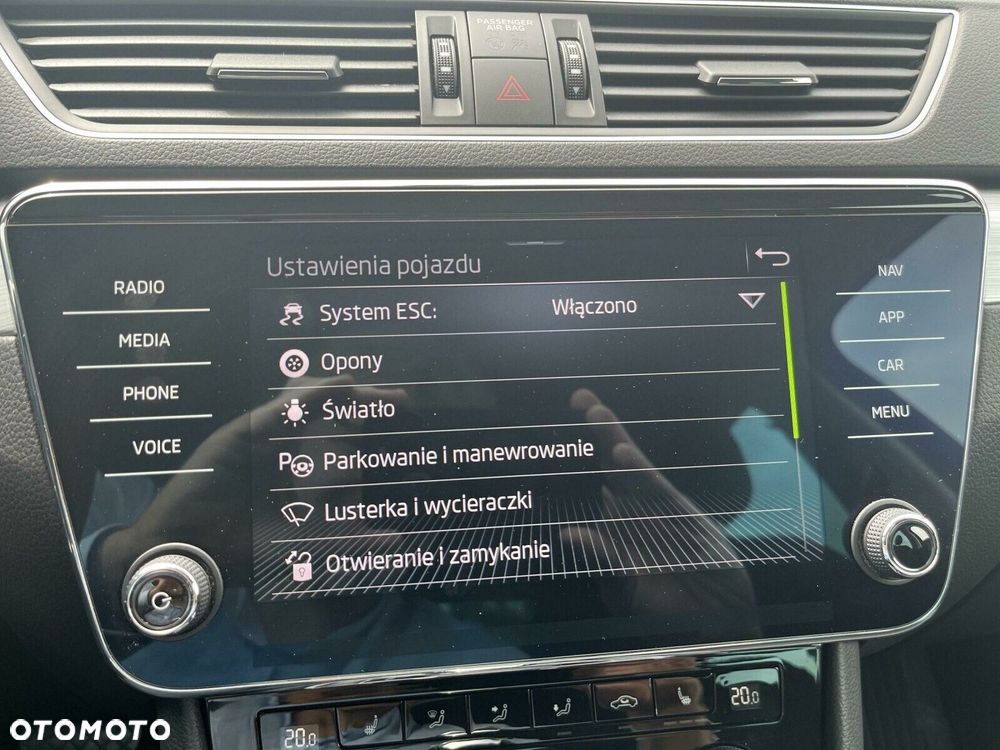 PASSENGER
AIR BAG
Ustawienia pojazdu
RADIO
MEDIA
PHONE
VOICE
System ESC: Włączono
Opony
Światło
Parkowanie i manewrowanie
Lusterka i wycieraczki
Otwieranie i zamykanie
NAV
APP
CAR
MENU
20.0
20.0
OTOMOTO